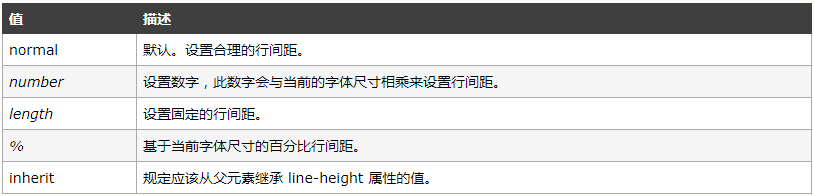 值 描述
normal 默认。设置合理的行间距。
number 设置数字，此数字会与当前的字体尺寸相乘来设置行间距。
length 设置固定的行间距。
% 基于当前字体尺寸的百分比行间距。
inherit 规定应该从父元素继承 line-height 属性的值。